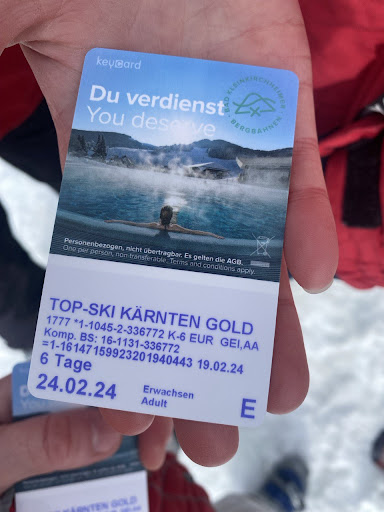 keycard
BAD KLEINKIRCHHEIMER
BERGBAHNEN
Du verdienst
You deserve
Personenbezogen, nicht übertragbar. Es gelten die AGB.
One per person, non-transferable. Terms and conditions apply.
TOP-SKI KÄRNTEN GOLD
1777 *1-1045-2-336772 K-6 EUR GEI,AA
Komp. BS: 16-1131-336772
=1-16147159923201940443 19.02.24
6 Tage
24.02.24
Erwachsen
Adult
E
TOP-SKI KÄRNTEN GOLD